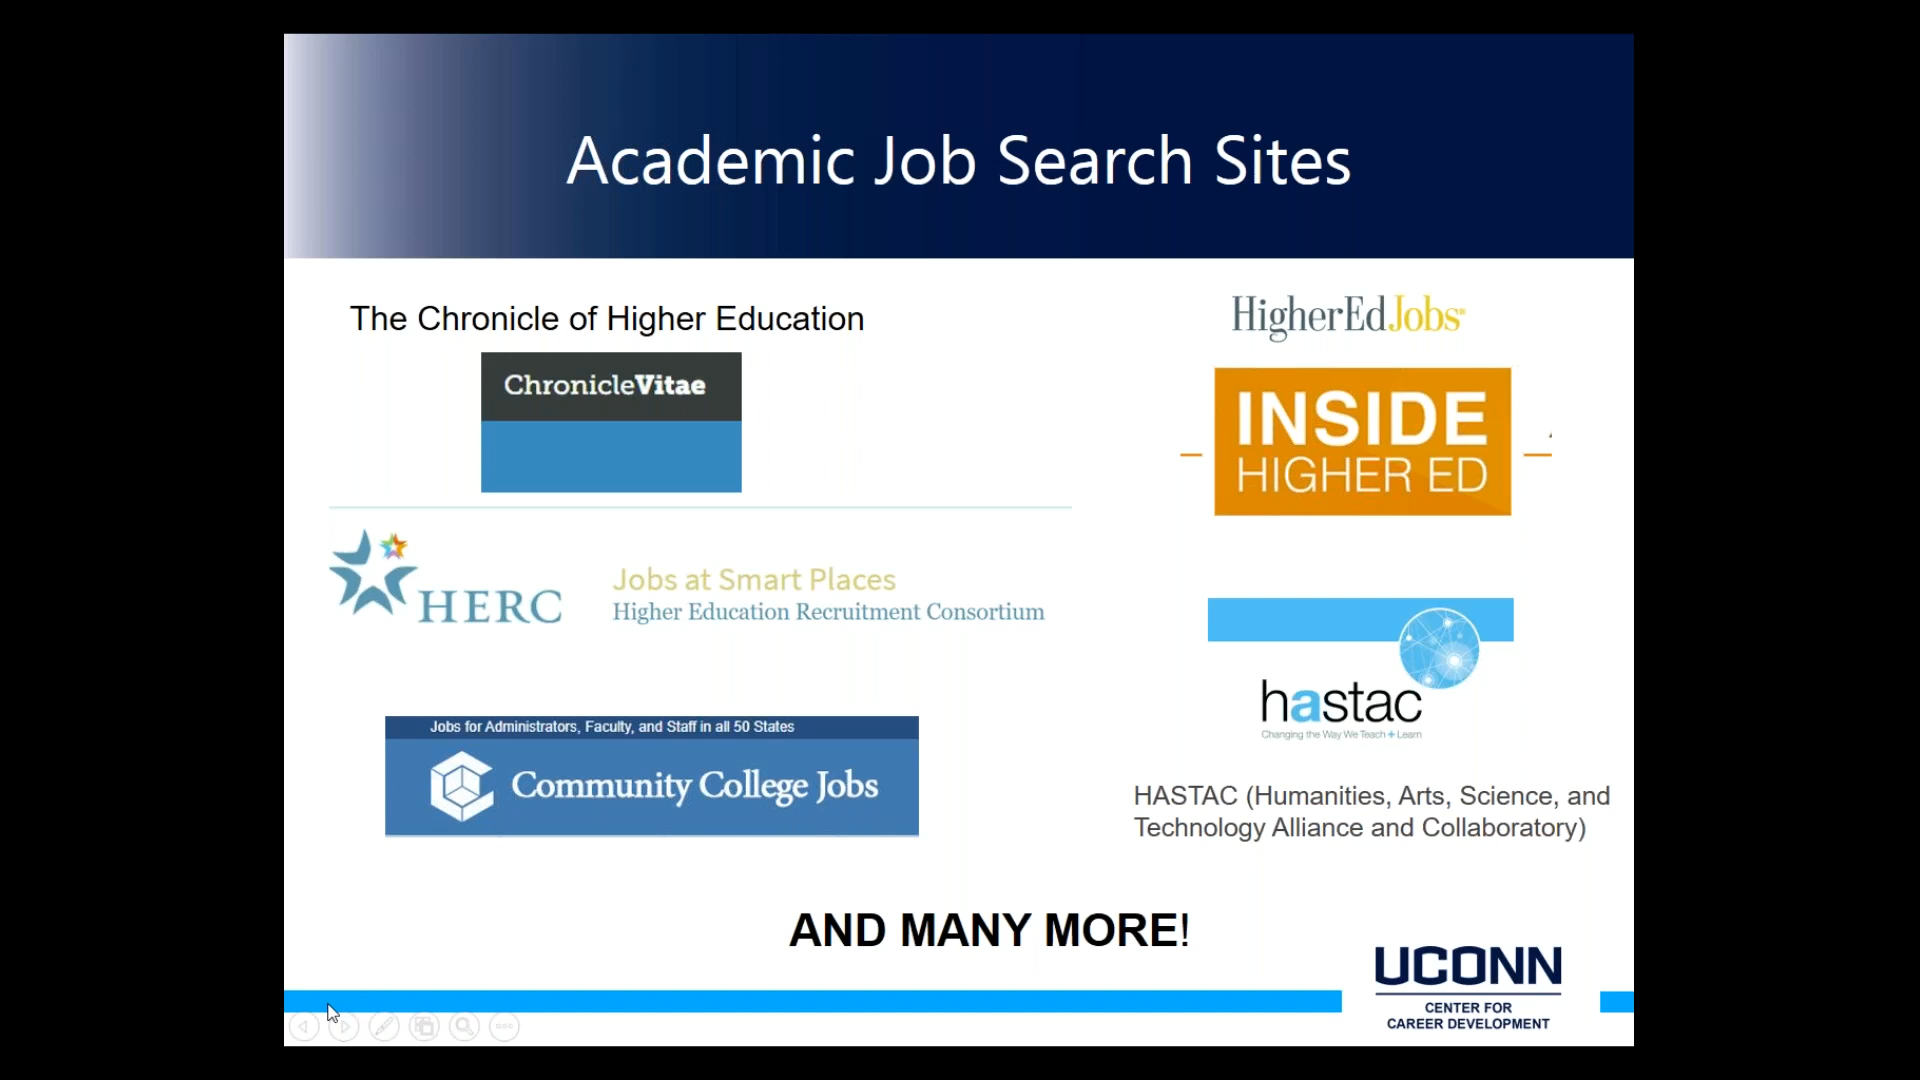 Academic Job Search Sites
The Chronicle of Higher Education
ChronicleVitae
HERC
Jobs at Smart Places
Higher Education Recruitment Consortium
Jobs for Administrators, Faculty, and Staff in all 50 States
Community College Jobs
HigherEdJobs
INSIDE
HIGHER ED
hastac
Changing the Way We Teach + Learn
HASTAC (Humanities, Arts, Science, and
Technology Alliance and Collaboratory)
AND MANY MORE!
UCONN
CENTER FOR
CAREER DEVELOPMENT